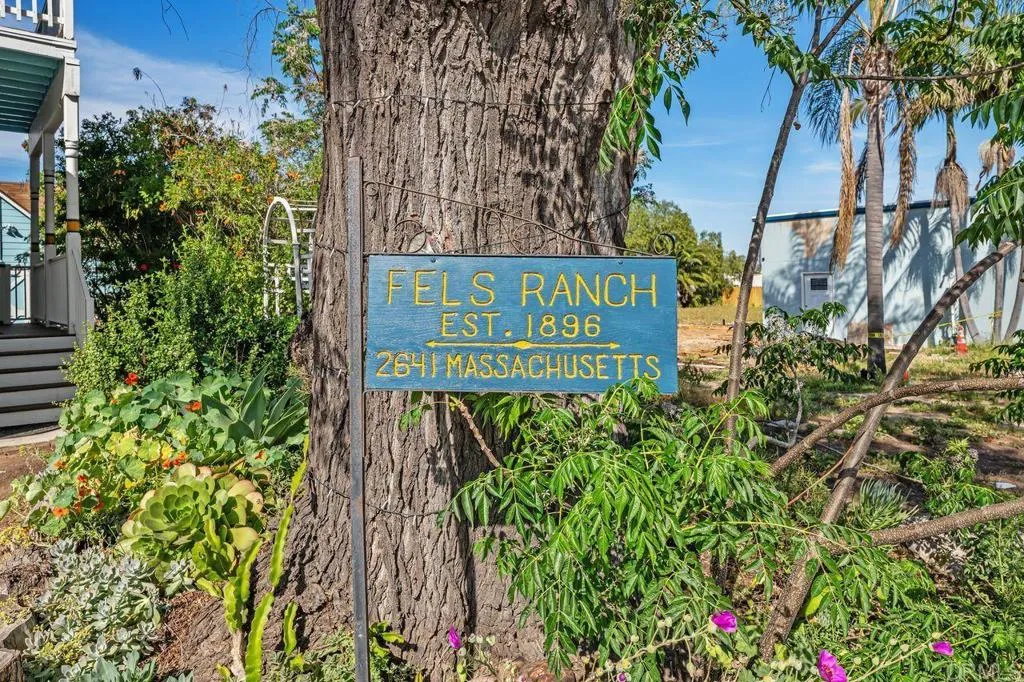 FELS RANCH
EST. 1896
2641 MASSACHUSETTS